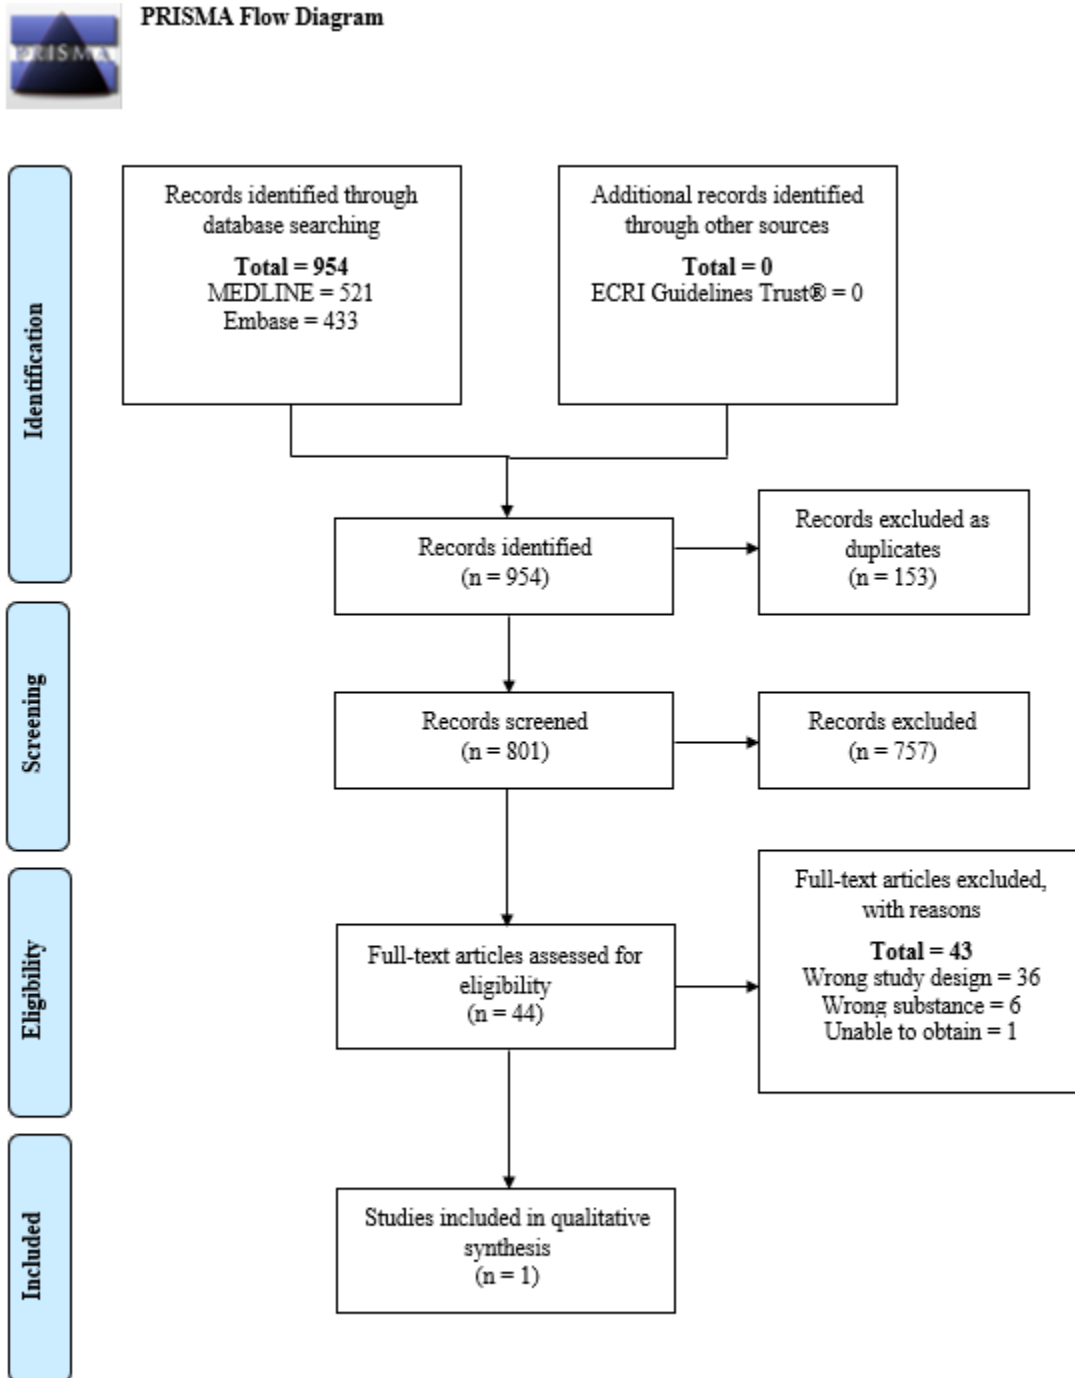 PRISMA
PRISMA Flow Diagram
Identification
Records identified through
database searching
Total = 954
MEDLINE = 521
Embase = 433
Additional records identified
through other sources
Total = 0
ECRI Guidelines Trust® = 0
Records identified
(n = 954)
Records excluded as
duplicates
(n = 153)
Screening
Records screened
(n = 801)
Records excluded
(n = 757)
Eligibility
Full-text articles assessed for
eligibility
(n = 44)
Full-text articles excluded,
with reasons
Total = 43
Wrong study design = 36
Wrong substance = 6
Unable to obtain = 1
Included
Studies included in qualitative
synthesis
(n = 1)